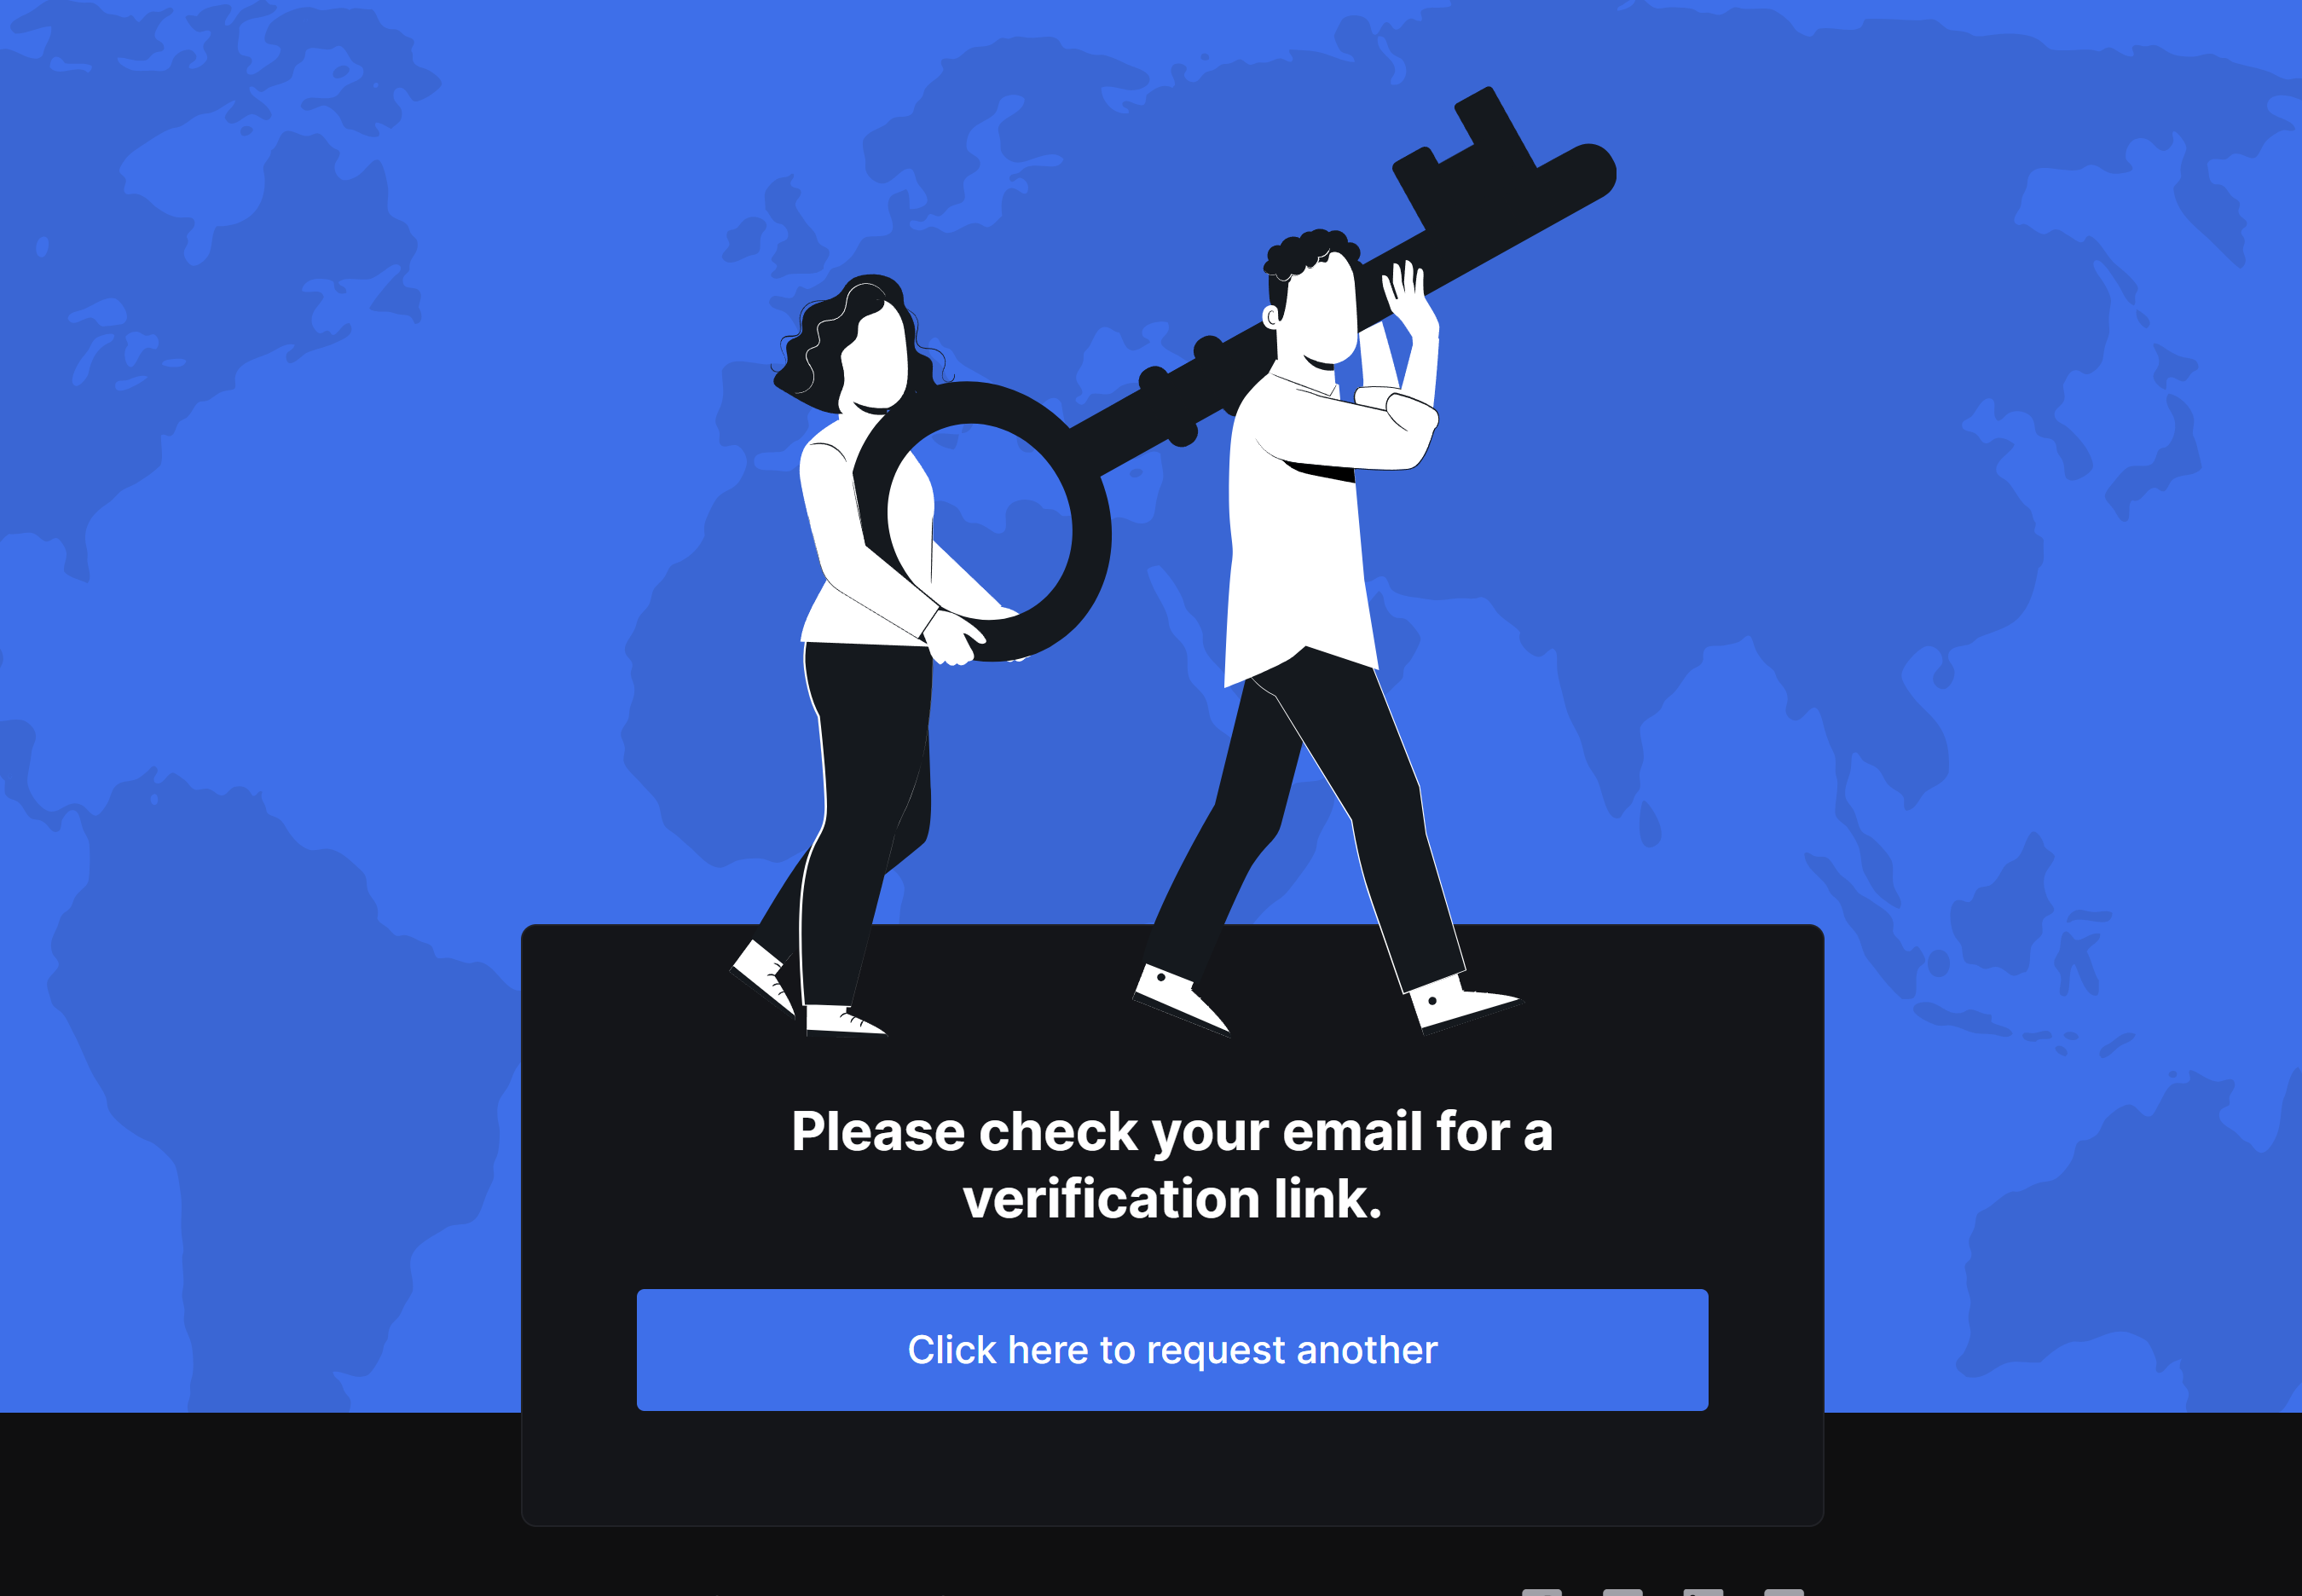 Please check your email for a
verification link.
Click here to request another